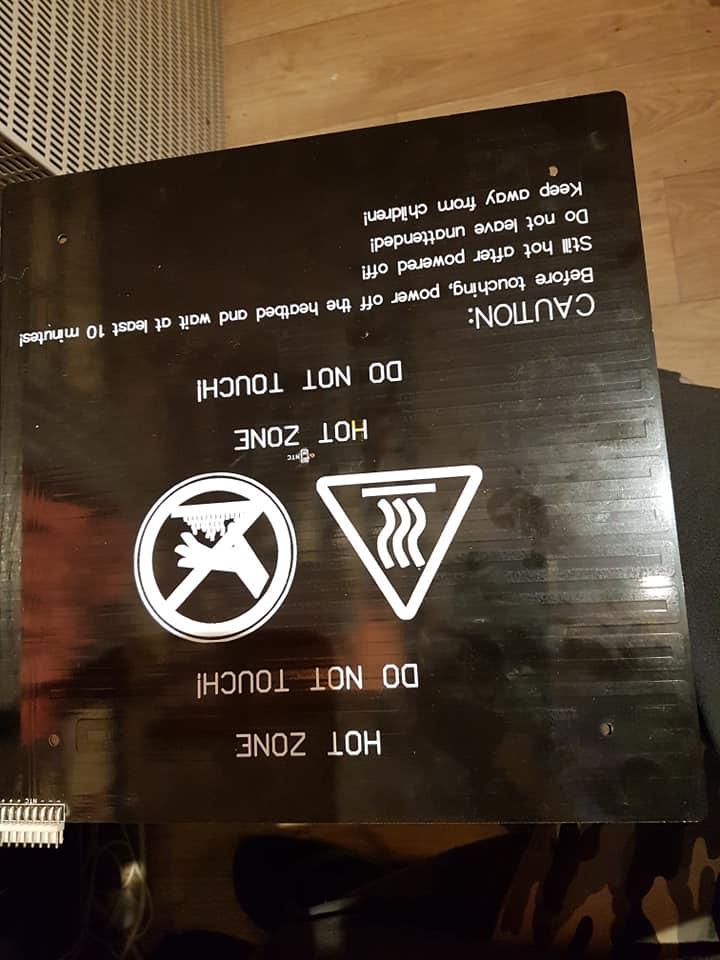 HOT ZONE
DO NOT TOUCH!
NTC
HOT ZONE
DO NOT TOUCH!
CAUTION:
Before touching, power off the heatbed and wait at least 10 minutes!
Still hot after powered off!
Do not leave unattended!
Keep away from children!
NTC